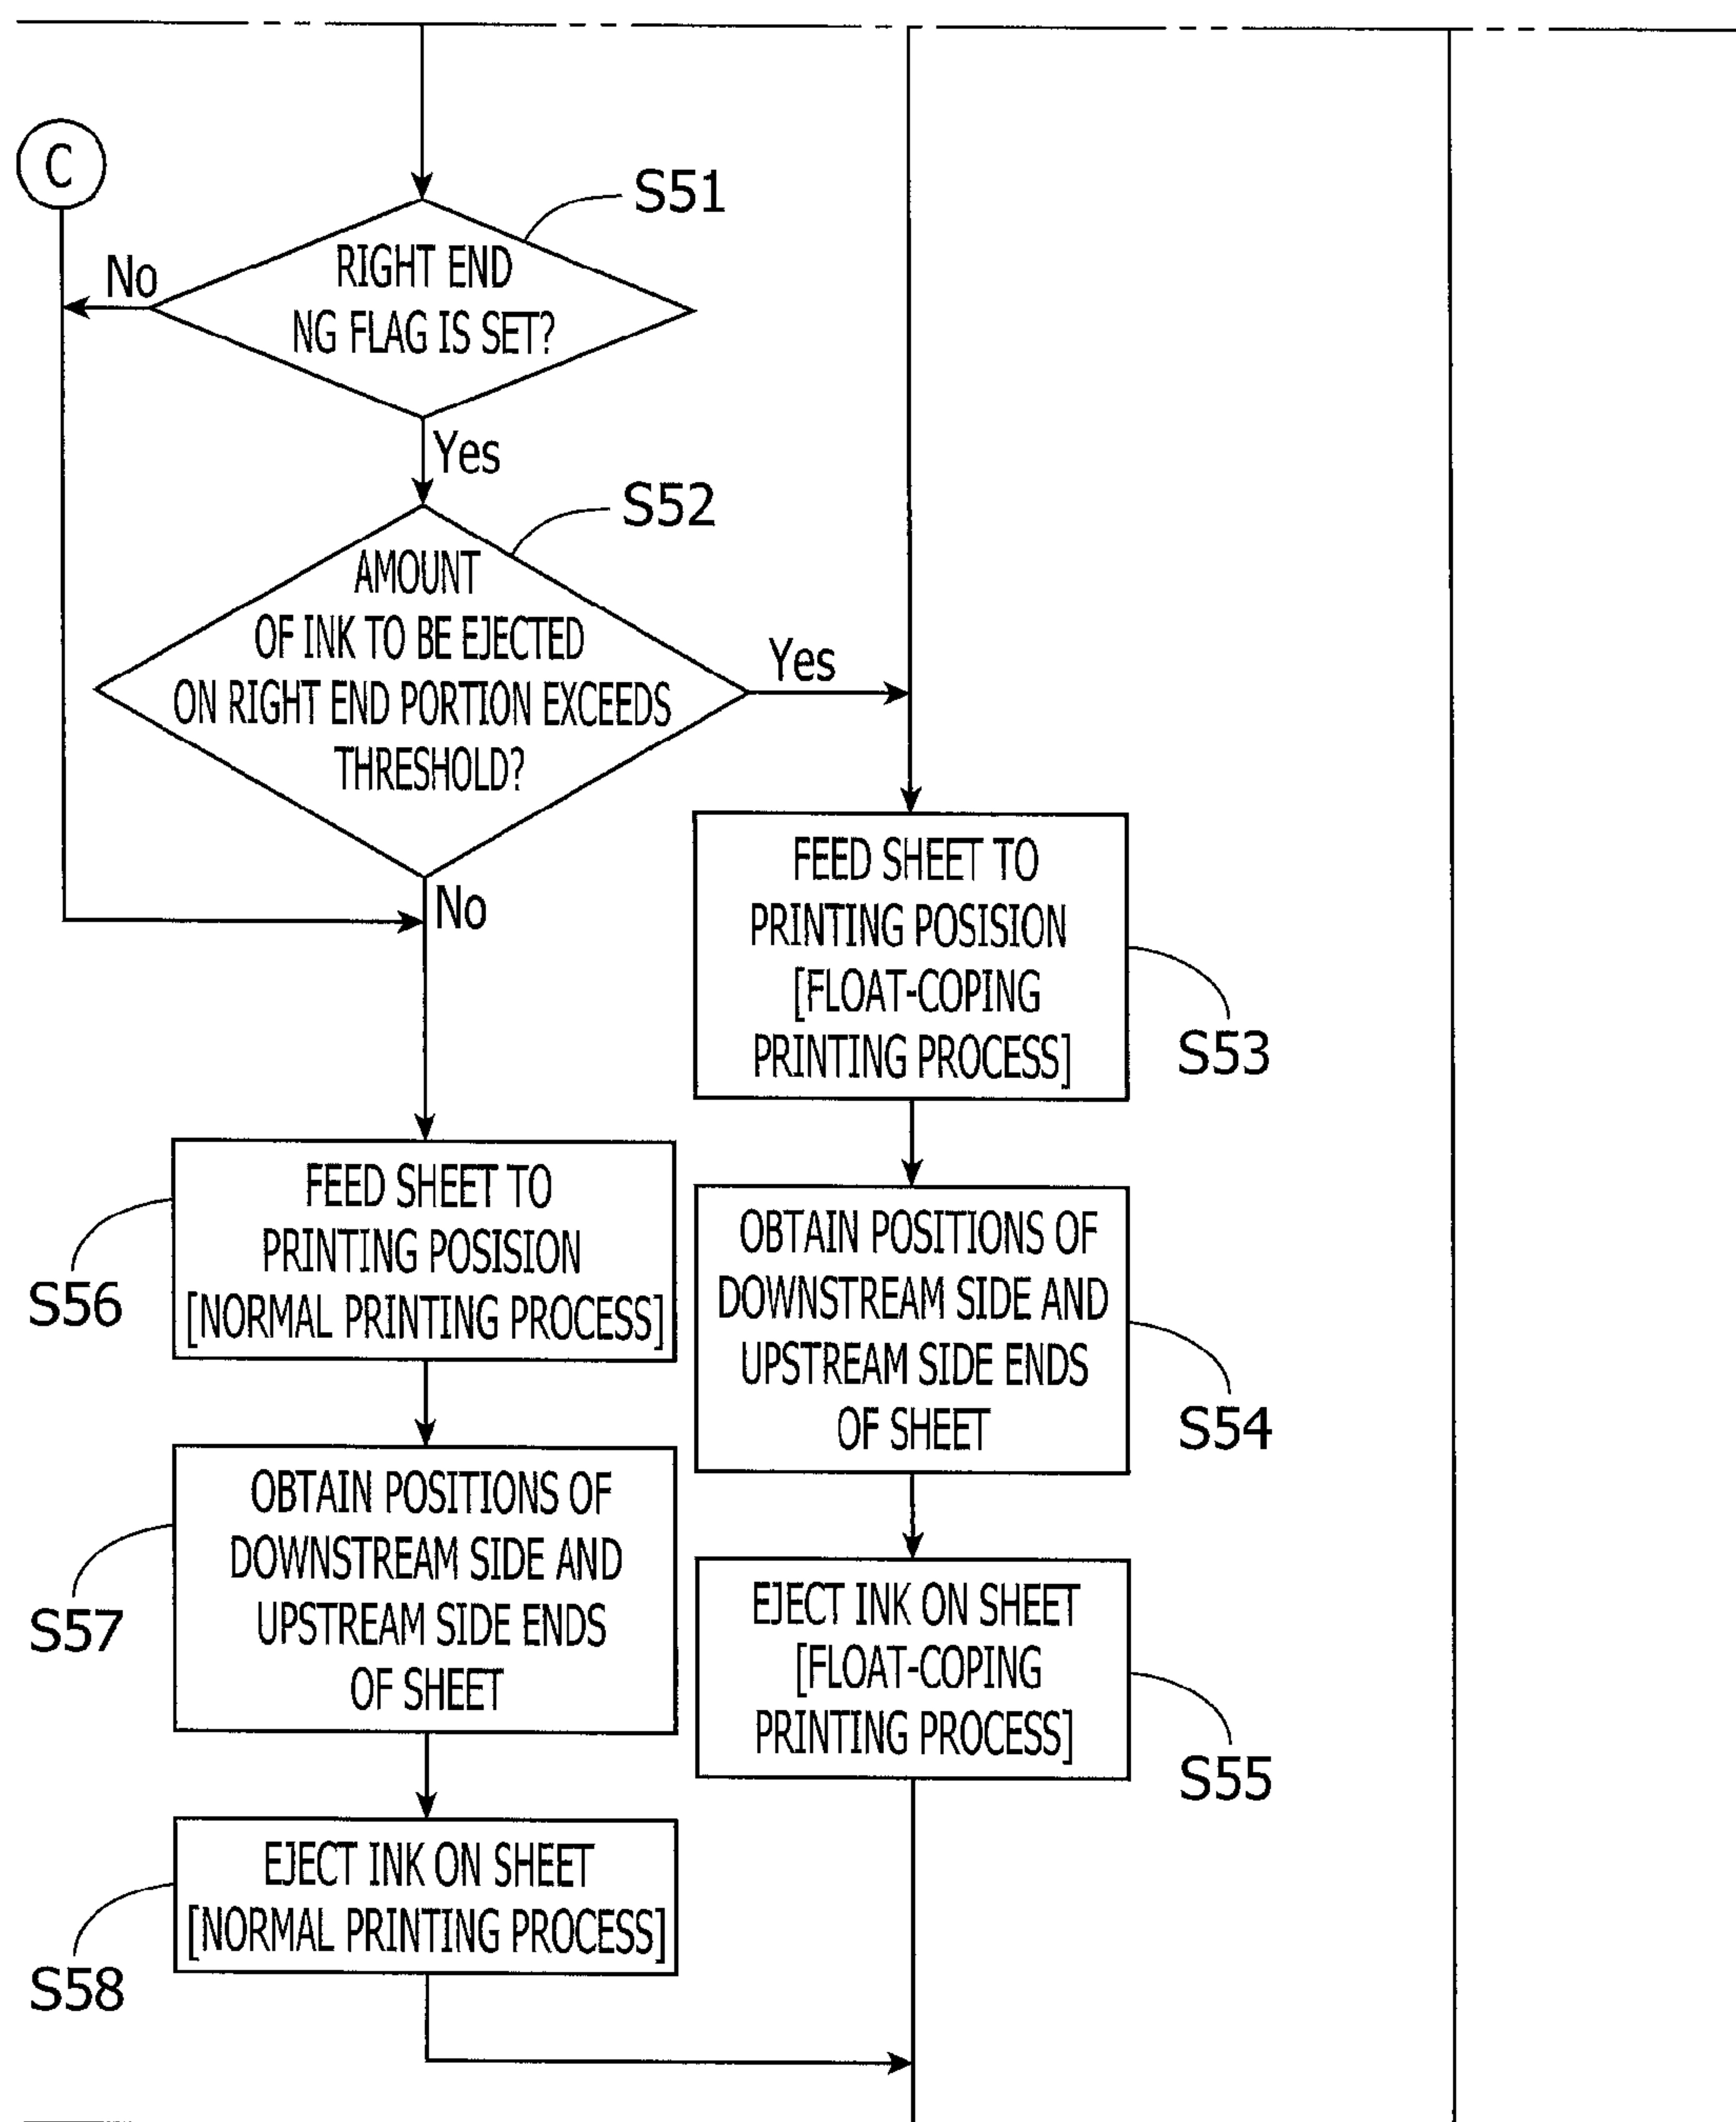 C
S51
RIGHT END
NG FLAG IS SET?
No
Yes
S52
AMOUNT
OF INK TO BE EJECTED
ON RIGHT END PORTION EXCEEDS
THRESHOLD?
Yes
No
FEED SHEET TO
PRINTING POSISION
[FLOAT-COPING
PRINTING PROCESS]
S53
OBTAIN POSITIONS OF
DOWNSTREAM SIDE AND
UPSTREAM SIDE ENDS
OF SHEET
S54
EJECT INK ON SHEET
[FLOAT-COPING
PRINTING PROCESS]
S55
FEED SHEET TO
PRINTING POSISION
[NORMAL PRINTING PROCESS]
S56
OBTAIN POSITIONS OF
DOWNSTREAM SIDE AND
UPSTREAM SIDE ENDS
OF SHEET
S57
EJECT INK ON SHEET
[NORMAL PRINTING PROCESS]
S58